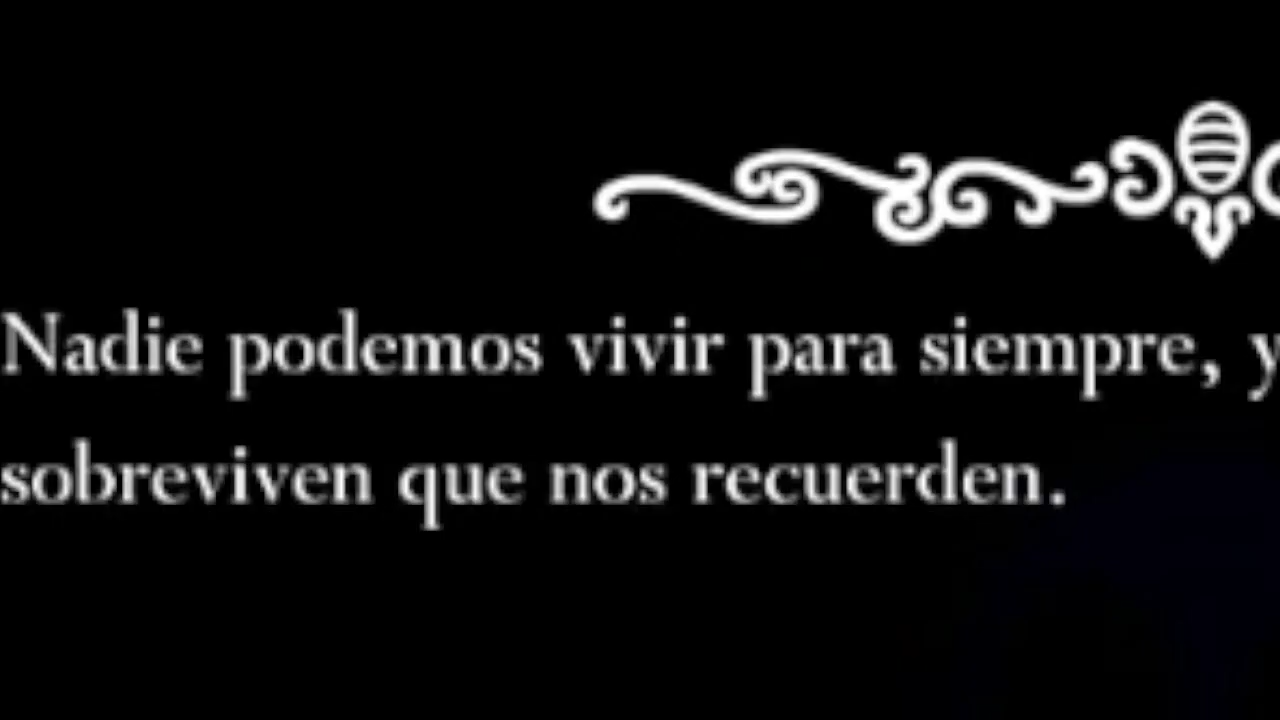 Nadie podemos vivir para siempre, y
sobreviven que nos recuerden.